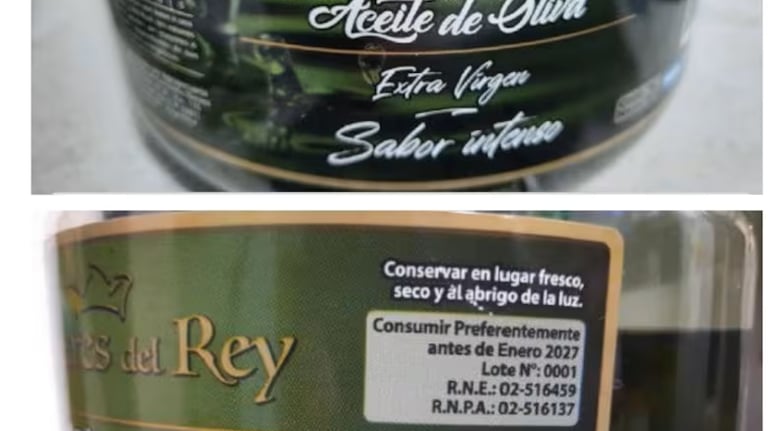 Aceite de Oliva
Extra Virgen
Sabor intenso
Conservar en lugar fresco,
seco y al abrigo de la luz.
del Rey
Consumir Preferentemente
antes de Enero 2027
Lote N°: 0001
R.N.E.: 02-516459
R.N.P.A.: 02-516137